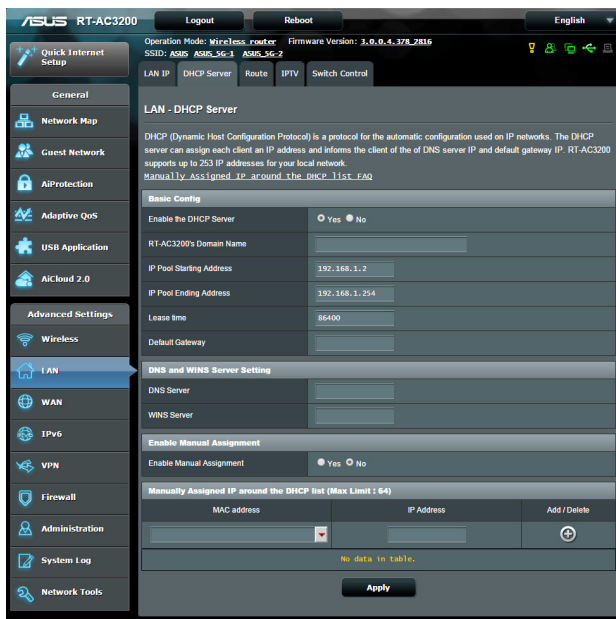 ASUS RT-AC3200 Logout Reboot English
Operation Mode: Wireless router Firmware Version: 3.0.0.4.378_2816
SSID: ASUS ASUS_5G-1 ASUS_5G-2
Quick Internet
Setup
General
Network Map
Guest Network
AiProtection
Adaptive QoS
USB Application
AiCloud 2.0
Advanced Settings
Wireless
LAN
WAN
IPv6
VPN
Firewall
Administration
System Log
Network Tools
LAN IP DHCP Server Route IPTV Switch Control
LAN - DHCP Server
DHCP (Dynamic Host Configuration Protocol) is a protocol for the automatic configuration used on IP networks. The DHCP
server can assign each client an IP address and informs the client of the of DNS server IP and default gateway IP. RT-AC3200
supports up to 253 IP addresses for your local network.
Manually Assigned IP around the DHCP list FAQ
Basic Config
Enable the DHCP Server Yes No
RT-AC3200's Domain Name
IP Pool Starting Address 192.168.1.2
IP Pool Ending Address 192.168.1.254
Lease time 86400
Default Gateway
DNS and WINS Server Setting
DNS Server
WINS Server
Enable Manual Assignment
Enable Manual Assignment Yes No
Manually Assigned IP around the DHCP list (Max Limit : 64)
MAC address IP Address Add / Delete
No data in table.
Apply